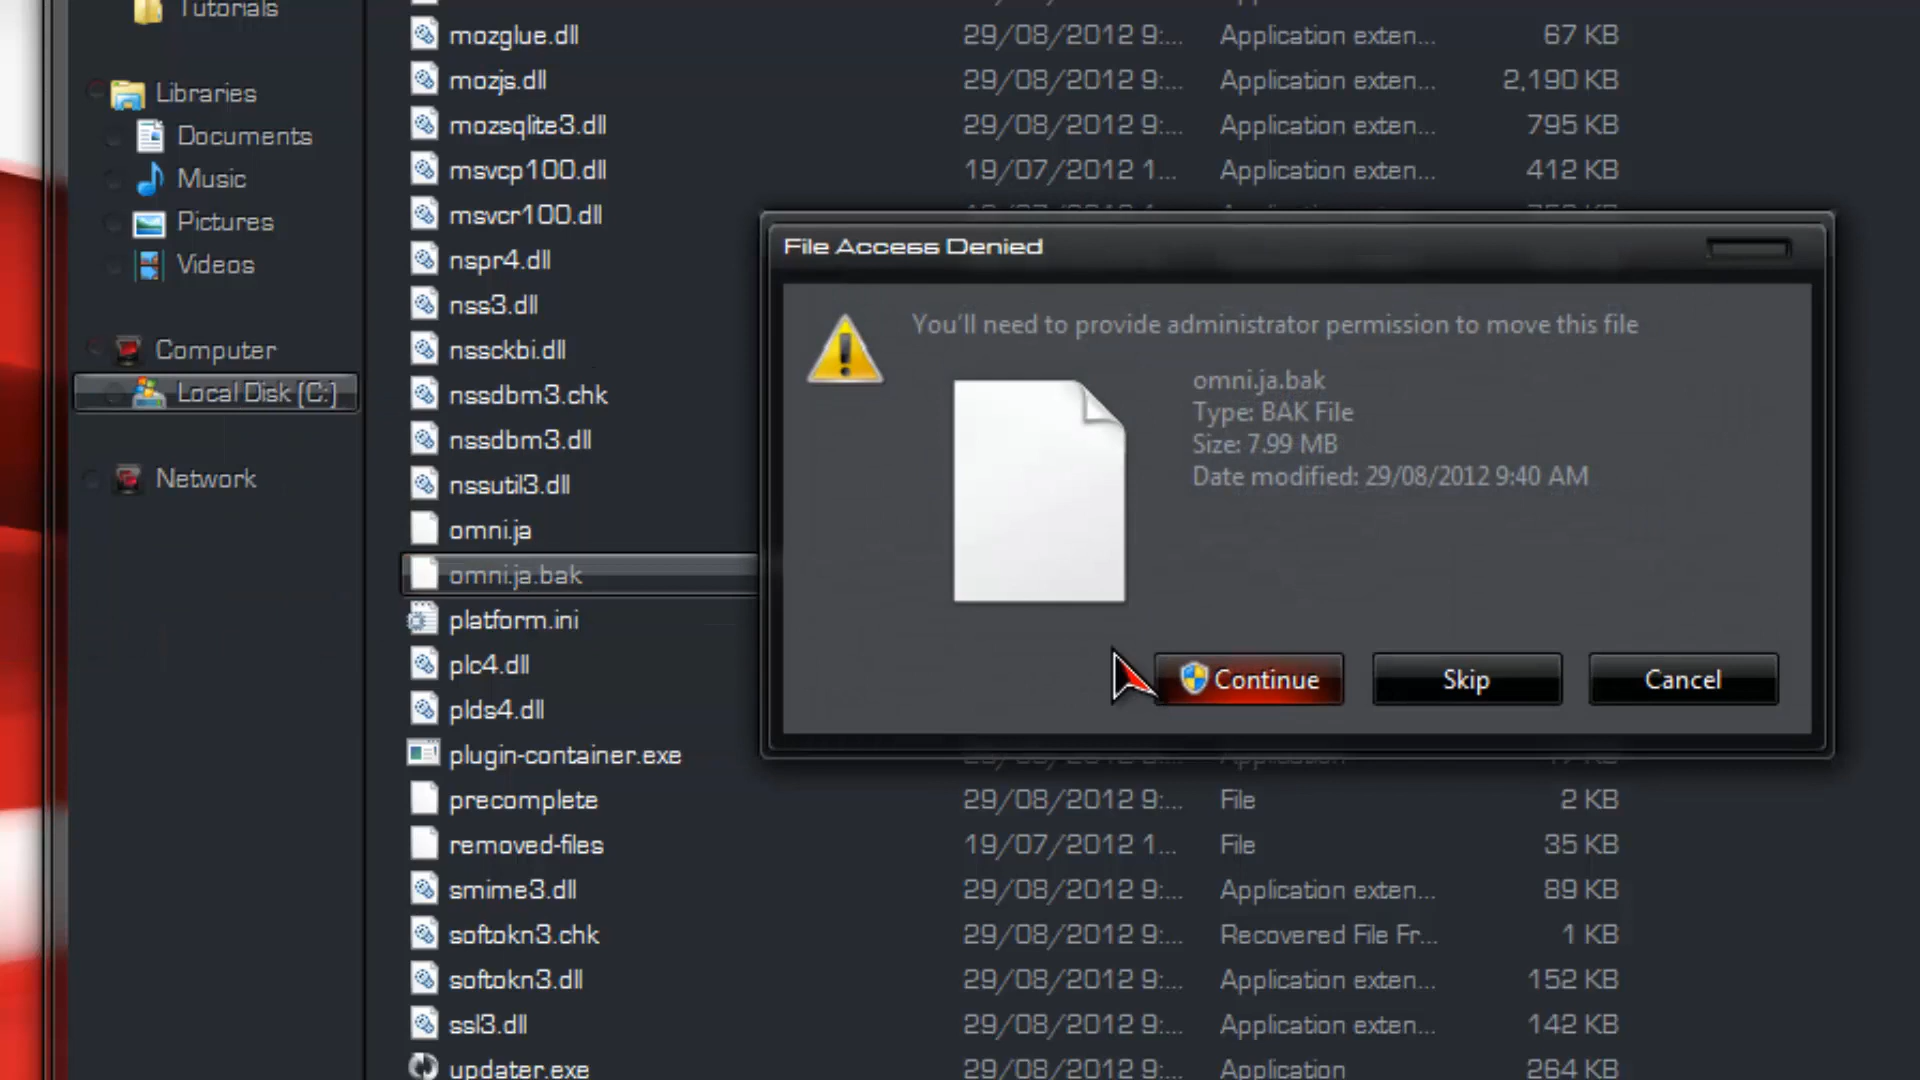 Tutorials
Libraries
Documents
Music
Pictures
Videos
Computer
Local Disk (C:)
Network
mozglue.dll 29/08/2012 9:... Application exten... 67 KB
mozjs.dll 29/08/2012 9:... Application exten... 2,190 KB
mozsqlite3.dll 29/08/2012 9:... Application exten... 795 KB
msvcp100.dll 19/07/2012 1... Application exten... 412 KB
msvcr100.dll
nspr4.dll
nss3.dll
nssckbi.dll
nssdbm3.chk
nssdbm3.dll
nssutil3.dll
omni.ja
omni.ja.bak
platform.ini
plc4.dll
plds4.dll
plugin-container.exe
precomplete 29/08/2012 9:... File 2 KB
removed-files 19/07/2012 1... File 35 KB
smime3.dll 29/08/2012 9:... Application exten... 89 KB
softokn3.chk 29/08/2012 9:... Recovered File Fr... 1 KB
softokn3.dll 29/08/2012 9:... Application exten... 152 KB
ssl3.dll 29/08/2012 9:... Application exten... 142 KB
updater.exe 29/08/2012 9:... Application 264 KB
File Access Denied
You'll need to provide administrator permission to move this file
omni.ja.bak
Type: BAK File
Size: 7.99 MB
Date modified: 29/08/2012 9:40 AM
Continue
Skip
Cancel